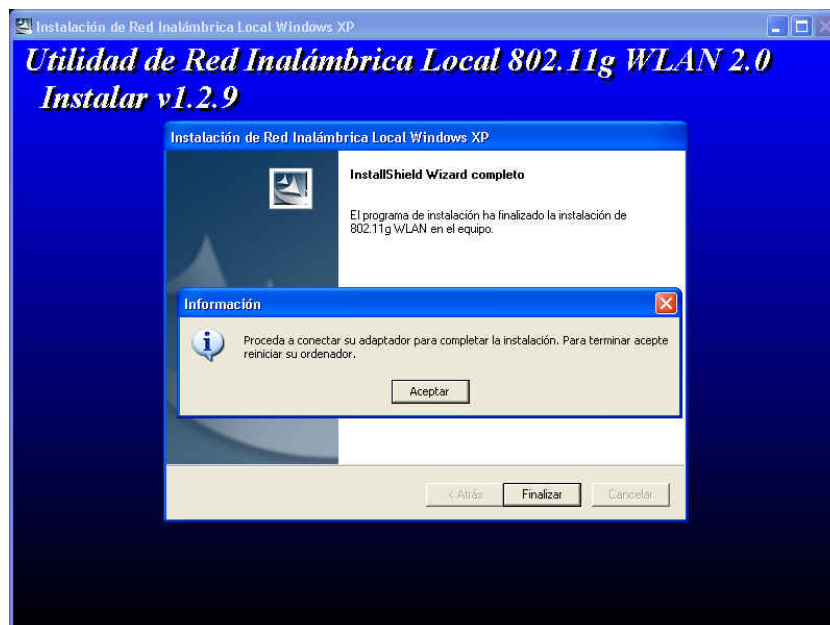 Instalación de Red Inalámbrica Local Windows XP
Utilidad de Red Inalámbrica Local 802.11g WLAN 2.0
Instalar v1.2.9
Instalación de Red Inalámbrica Local Windows XP
InstallShield Wizard completo
El programa de instalación ha finalizado la instalación de
802.11g WLAN en el equipo.
Información
Proceda a conectar su adaptador para completar la instalación. Para terminar acepte
reiniciar su ordenador.
Aceptar
< Atrás Finalizar Cancelar